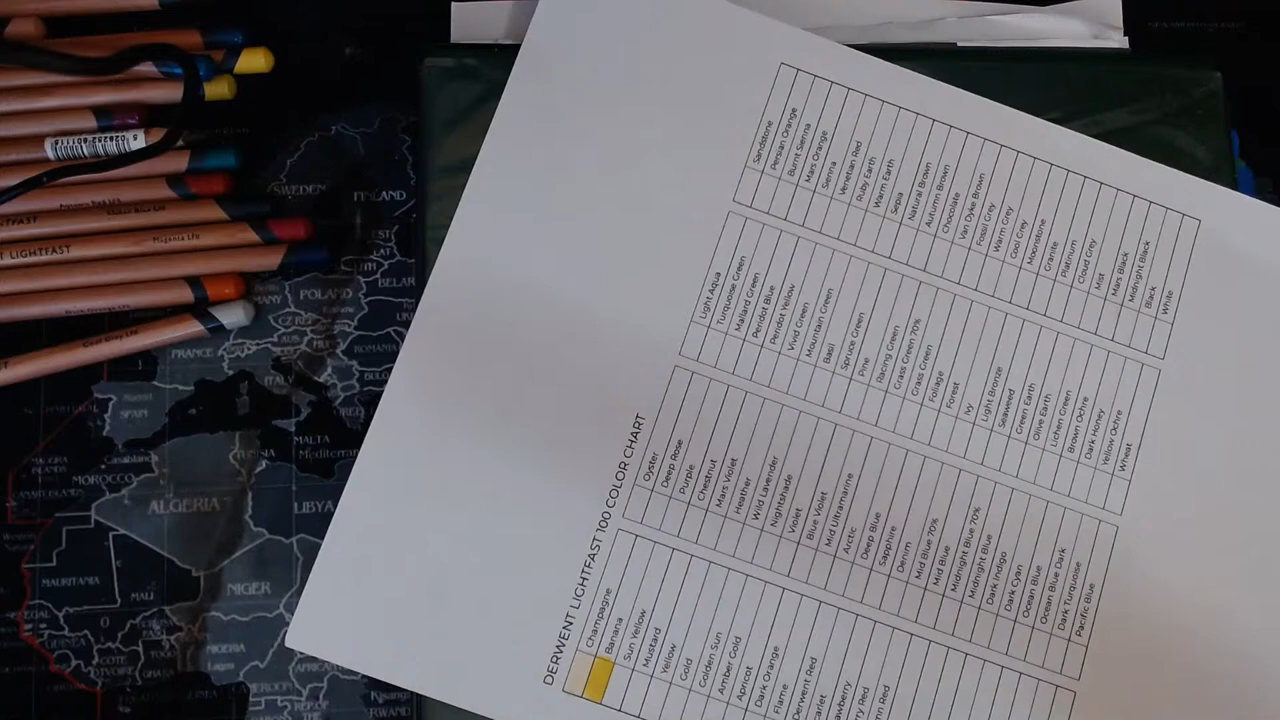 DERWENT LIGHTFAST 100 COLOR CHART
Champagne
Banana
Sun Yellow
Mustard
Yellow
Gold
Golden Sun
Amber Gold
Apricot
Dark Orange
Flame
Derwent Red
Oyster
Deep Rose
Purple
Chestnut
Mars Violet
Heather
Wild Lavender
Nightshade
Violet
Blue Violet
Mid Ultramarine
Arctic
Deep Blue
Sapphire
Denim
Mid Blue 70%
Mid Blue
Midnight Blue 70%
Midnight Blue
Dark Indigo
Dark Cyan
Ocean Blue
Ocean Blue Dark
Dark Turquoise
Pacific Blue
Light Aqua
Turquoise Green
Mallard Green
Peridot Blue
Peridot Yellow
Vivid Green
Mountain Green
Basil
Spruce Green
Pine
Racing Green
Grass Green 70%
Grass Green
Foliage
Forest
Ivy
Light Bronze
Seaweed
Green Earth
Olive Earth
Lichen Green
Brown Ochre
Dark Honey
Yellow Ochre
Wheat
Sandstone
Persian Orange
Burnt Sienna
Mars Orange
Sienna
Venetian Red
Ruby Earth
Warm Earth
Sepia
Natural Brown
Autumn Brown
Chocolate
Van Dyke Brown
Fossil Grey
Warm Grey
Cool Grey
Moonstone
Granite
Platinum
Cloud Grey
Mist
Mars Black
Midnight Black
Black
White
LIGHTFAST
Magenta
SWEDEN
FINLAND
POLAND
FRANCE
ROMANIA
ITALY
SPAIN
MALTA
Casablanca
MOROCCO
ALGERIA
LIBYA
MAURITANIA
MALI
NIGER
NIGERIA
Lagos